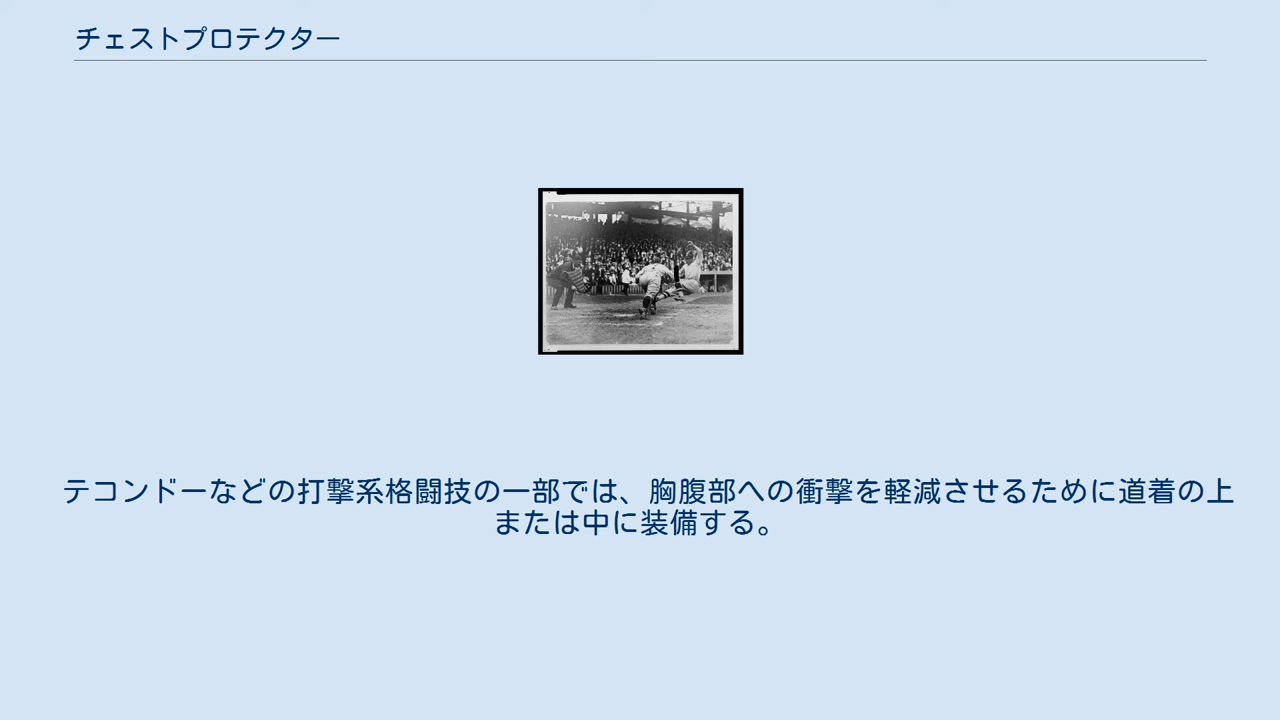 チェストプロテクター
テコンドーなどの打撃系格闘技の一部では、胸腹部への衝撃を軽減させるために道着の上
または中に装備する。